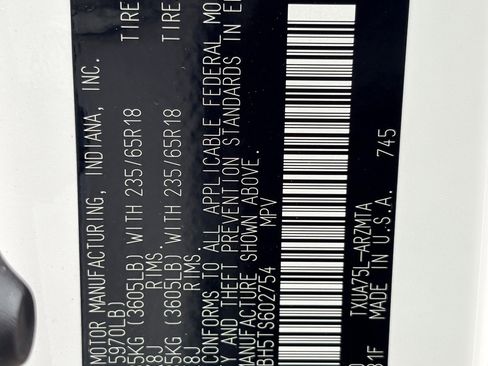 MOTOR MANUFACTURING, INDIANA, INC.
5970LB)
5KG (3605LB) WITH 235/65R18 TIRE
8J RIMS.
5KG (3605LB) WITH 235/65R18 TIRE
8J RIMS.
CONFORMS TO ALL APPLICABLE FEDERAL MO
Y AND THEFT PREVENTION STANDARDS IN E
MANUFACTURE SHOWN ABOVE.
BH5TS602754 MPV
TXUA75L-ARZMTA
31F MADE IN U.S.A. 745